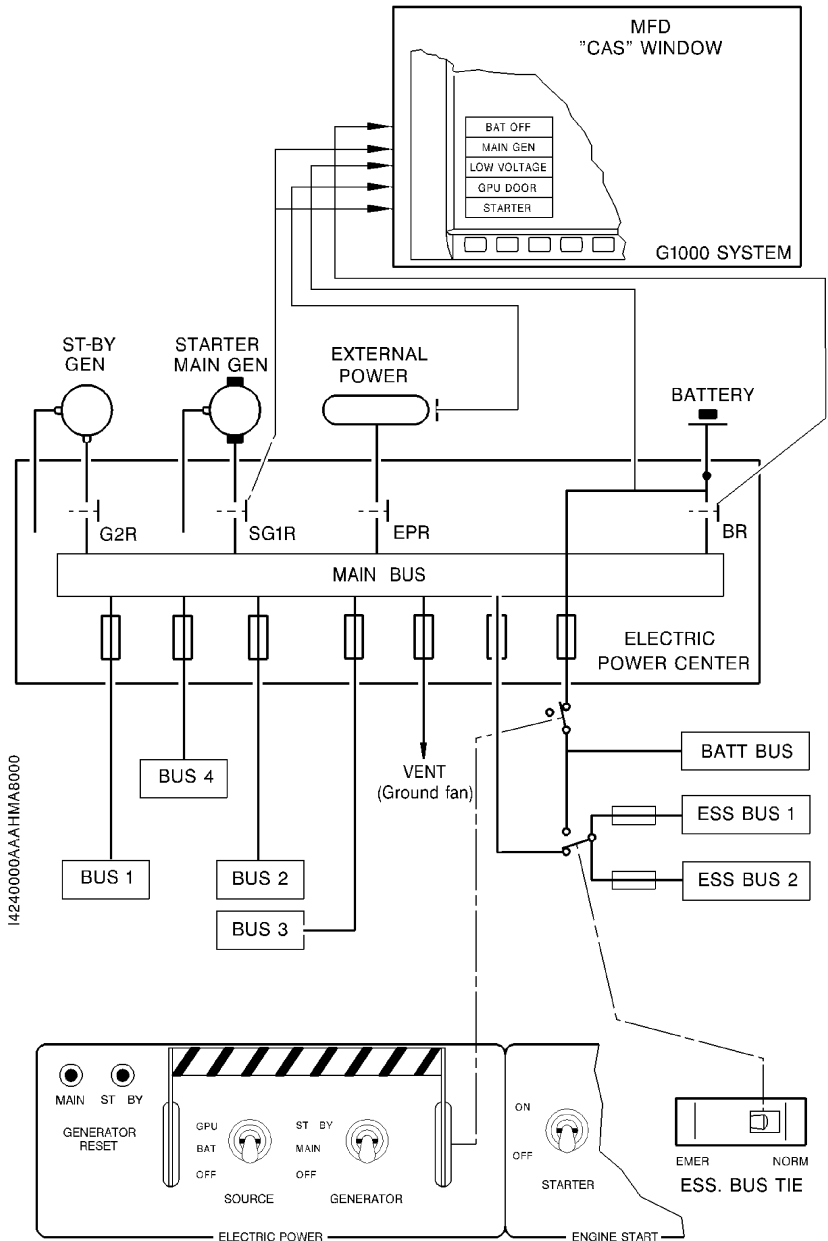 MFD
"CAS" WINDOW
BAT OFF
MAIN GEN
LOW VOLTAGE
GPU DOOR
STARTER
G1000 SYSTEM
ST-BY
GEN
STARTER
MAIN GEN
EXTERNAL
POWER
BATTERY
G2R
SG1R
EPR
BR
MAIN BUS
ELECTRIC
POWER CENTER
BUS 4
VENT
(Ground fan)
BATT BUS
ESS BUS 1
BUS 1
BUS 2
ESS BUS 2
BUS 3
I4240000AAAHMA8000
MAIN
ST BY
GENERATOR
RESET
GPU
BAT
OFF
SOURCE
ST BY
MAIN
OFF
GENERATOR
ELECTRIC POWER
ON
OFF
STARTER
ENGINE START
EMER
NORM
ESS. BUS TIE